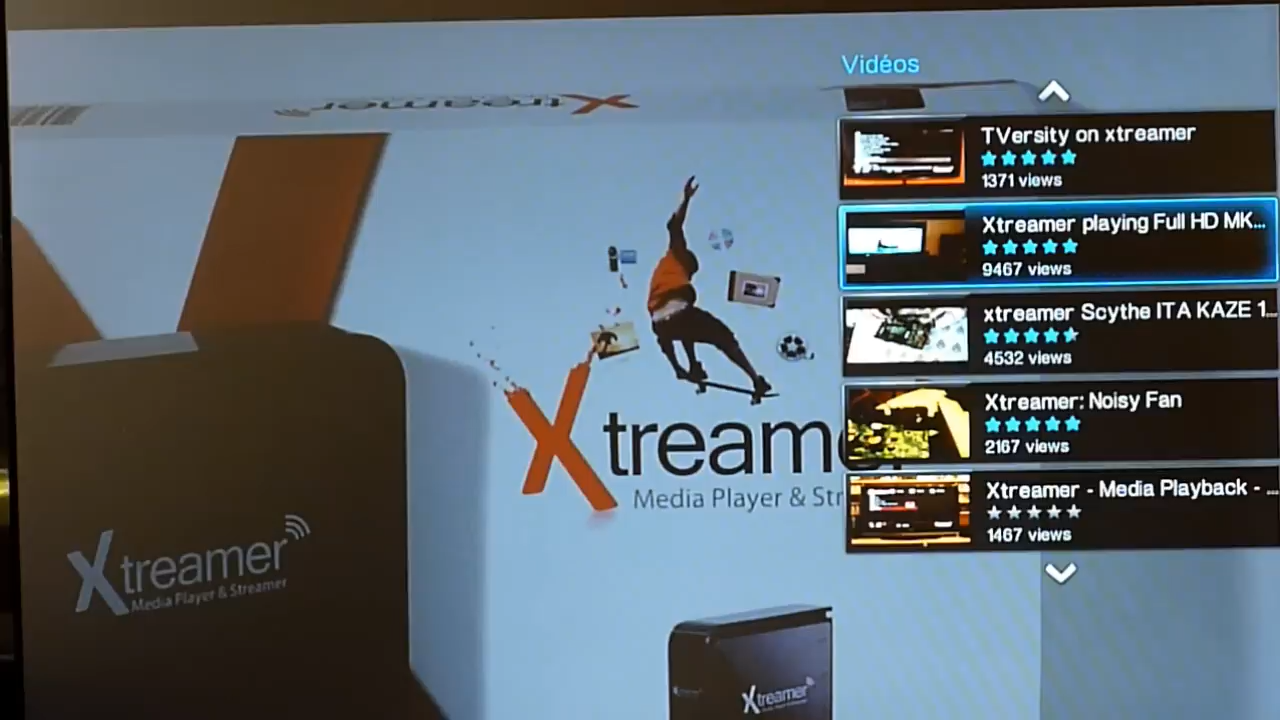 Vidéos
Xtreamer
TVersity on xtreamer
1371 views
Xtreamer playing Full HD MK...
9467 views
xtreamer Scythe ITA KAZE 1...
4532 views
Xtreamer: Noisy Fan
2167 views
Xtreamer - Media Playback - ...
1467 views
Xtreamer
Media Player & Str
Xtreamer
Media Player & Streamer
Xtreamer